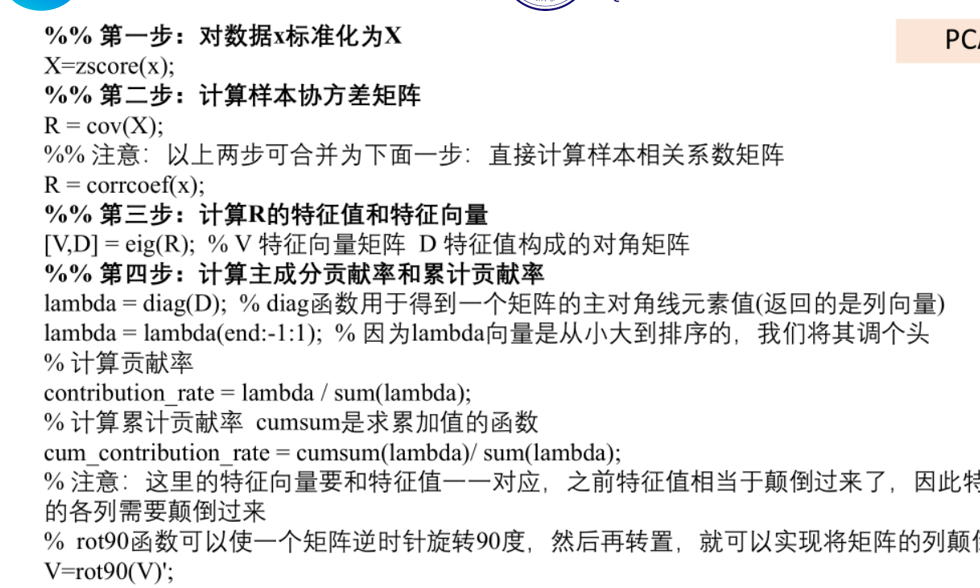 %% 第一步：对数据x标准化为X
PCA
X=zscore(x);
%% 第二步：计算样本协方差矩阵
R = cov(X);
%% 注意：以上两步可合并为下面一步：直接计算样本相关系数矩阵
R = corrcoef(x);
%% 第三步：计算R的特征值和特征向量
[V,D] = eig(R); % V 特征向量矩阵 D 特征值构成的对角矩阵
%% 第四步：计算主成分贡献率和累计贡献率
lambda = diag(D); % diag函数用于得到一个矩阵的主对角线元素值(返回的是列向量)
lambda = lambda(end:-1:1); % 因为lambda向量是从小大到排序的，我们将其调个头
% 计算贡献率
contribution_rate = lambda / sum(lambda);
% 计算累计贡献率 cumsum是求累加值的函数
cum_contribution_rate = cumsum(lambda)/ sum(lambda);
% 注意：这里的特征向量要和特征值一一对应，之前特征值相当于颠倒过来了，因此特
的各列需要颠倒过来
% rot90函数可以使一个矩阵逆时针旋转90度，然后再转置，就可以实现将矩阵的列颠
V=rot90(V)';